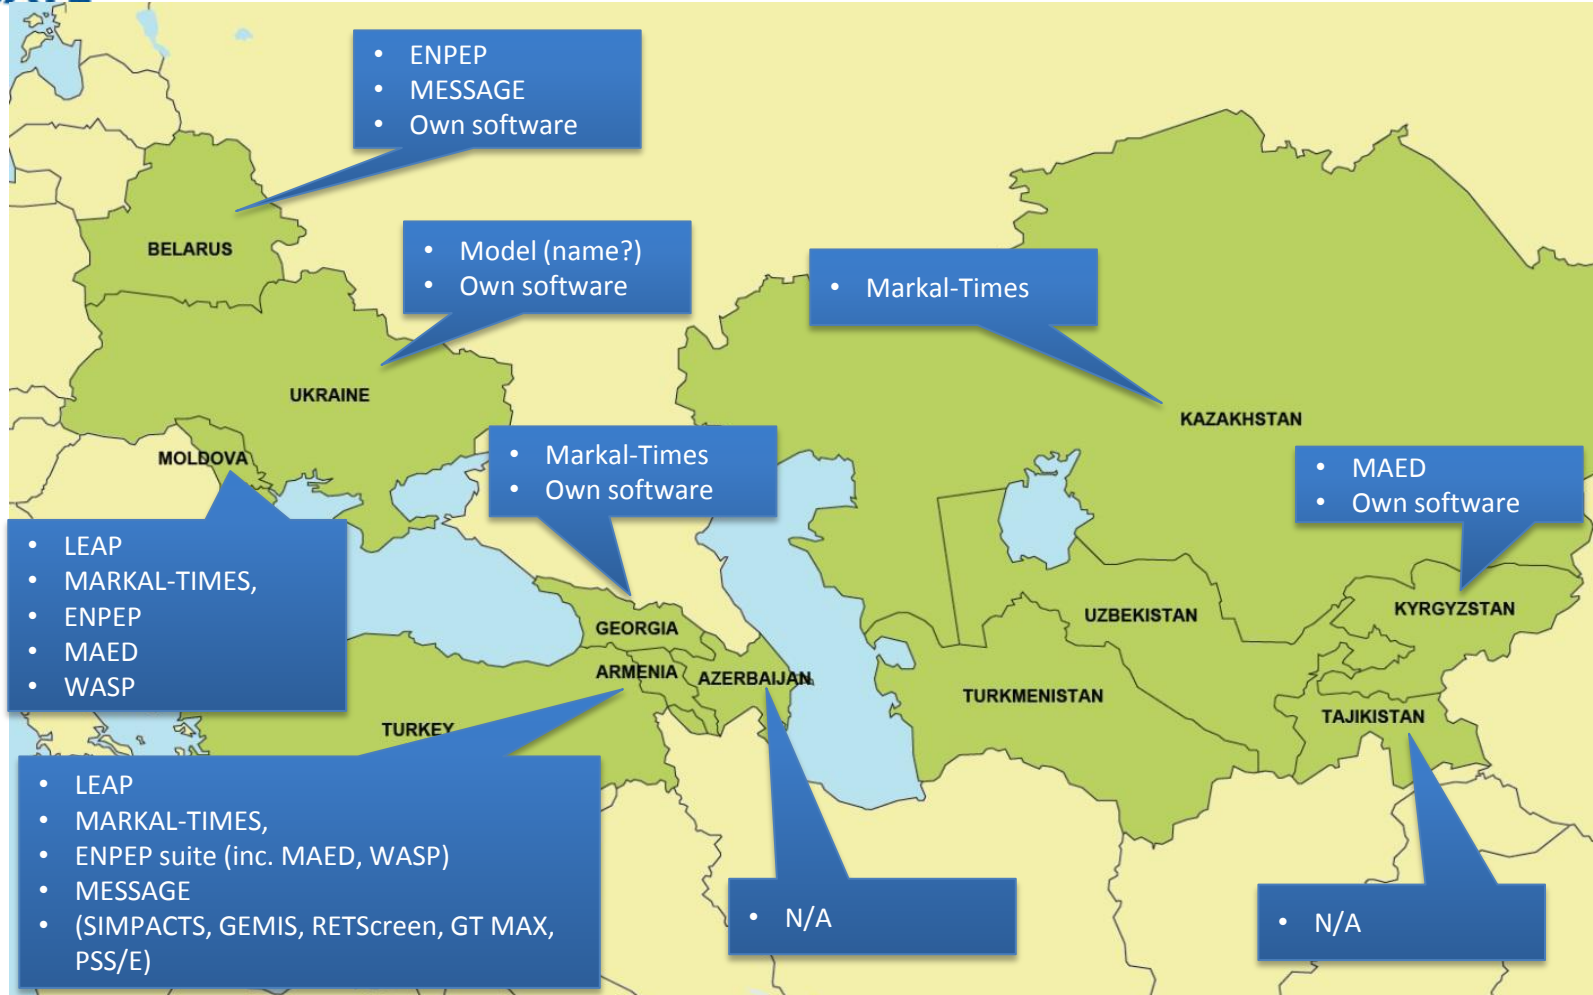 • ENPEP
• MESSAGE
• Own software
BELARUS
• Model (name?)
• Own software
• Markal-Times
UKRAINE
KAZAKHSTAN
MOLDOVA
• Markal-Times
• Own software
• MAED
• Own software
• LEAP
• MARKAL-TIMES,
• ENPEP
• MAED
• WASP
GEORGIA
UZBEKISTAN
KYRGYZSTAN
ARMENIA
AZERBAIJAN
TURKMENISTAN
TAJIKISTAN
TURKEY
• LEAP
• MARKAL-TIMES,
• ENPEP suite (inc. MAED, WASP)
• MESSAGE
• (SIMPACTS, GEMIS, RETScreen, GT MAX,
PSS/E)
• N/A
• N/A